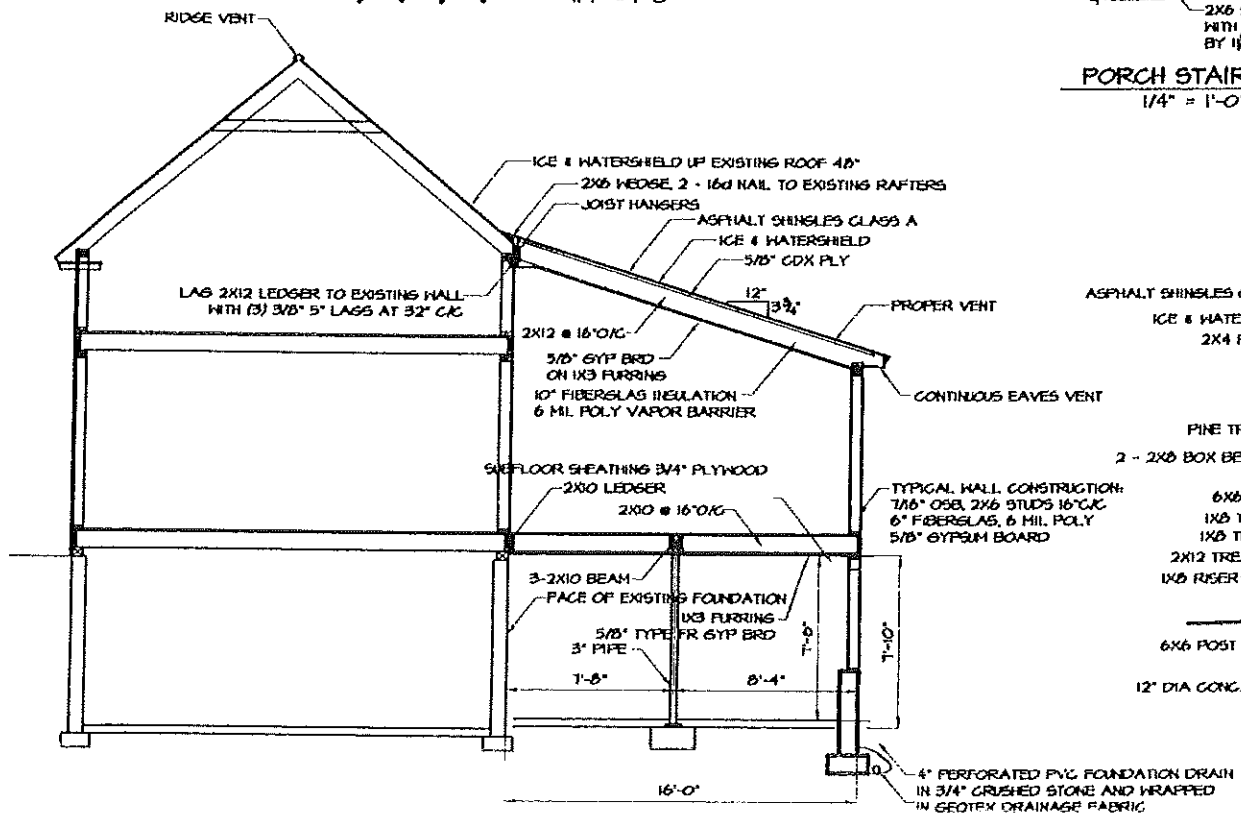 RIDGE VENT
2X6
WITH
PORCH STAIR
1/4" = 1'-0"
ICE & WATERSHIELD UP EXISTING ROOF 48"
2X6 WEDGE, 2 - 16d NAIL TO EXISTING RAFTERS
JOIST HANGERS
ASPHALT SHINGLES CLASS A
ICE & WATERSHIELD
5/8" CDX PLY
12"
3 3/4"
PROPER VENT
LAG 2X12 LEDGER TO EXISTING WALL
WITH (3) 3/8" 5" LAGS AT 32" C/C
2X12 @ 16"O/C
5/8" GYP BRD
ON 1X3 FURRING
10" FIBERGLAS INSULATION
6 MIL POLY VAPOR BARRIER
CONTINUOUS EAVES VENT
ASPHALT SHINGLES
ICE & WATE
2X4
PINE TR
2 - 2X8 BOX BE
6X6
1X8 T
1X8 T
2X12 TRE
1X8 RISER
6X6 POST
12" DIA CONC.
SUBFLOOR SHEATHING 3/4" PLYWOOD
2X10 LEDGER
2X10 @ 16"O/C
TYPICAL WALL CONSTRUCTION:
7/16" OSB, 2X6 STUDS 16"C/C
6" FIBERGLAS, 6 MIL POLY
5/8" GYPSUM BOARD
3-2X10 BEAM
FACE OF EXISTING FOUNDATION
1X3 FURRING
5/8" TYPE FR GYP BRD
3" PIPE
7'-8"
8'-4"
7'-6"
7'-10"
16'-0"
4" PERFORATED PVC FOUNDATION DRAIN
IN 3/4" CRUSHED STONE AND WRAPPED
IN GEOTEX DRAINAGE FABRIC